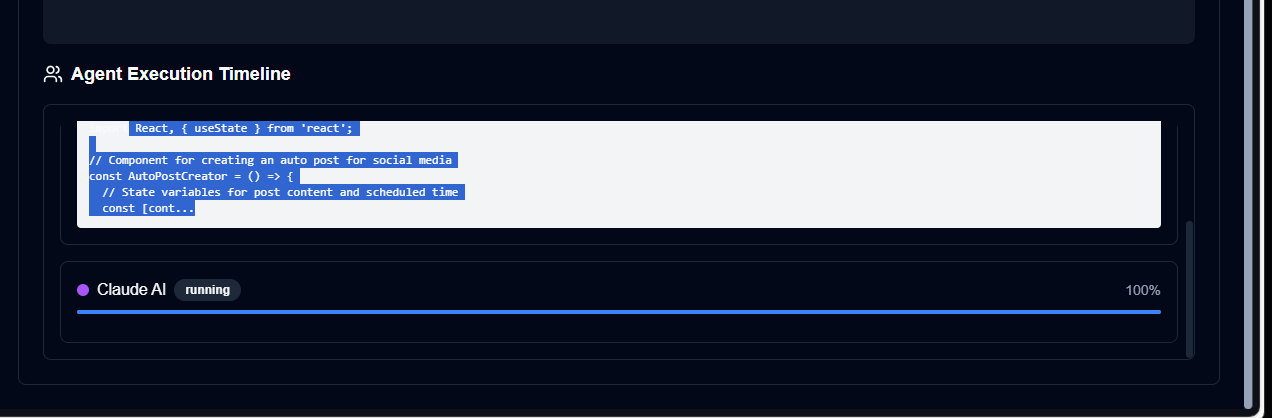 Agent Execution Timeline
import React, { useState } from 'react';
// Component for creating an auto post for social media
const AutoPostCreator = () => {
// State variables for post content and scheduled time
const [cont...
Claude AI running 100%